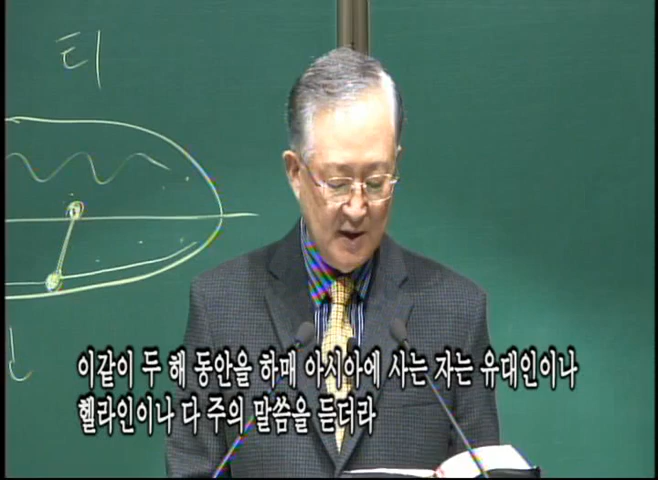 티
이같이 두 해 동안을 하매 아시아에 사는 자는 유대인이나
헬라인이나 다 주의 말씀을 듣더라